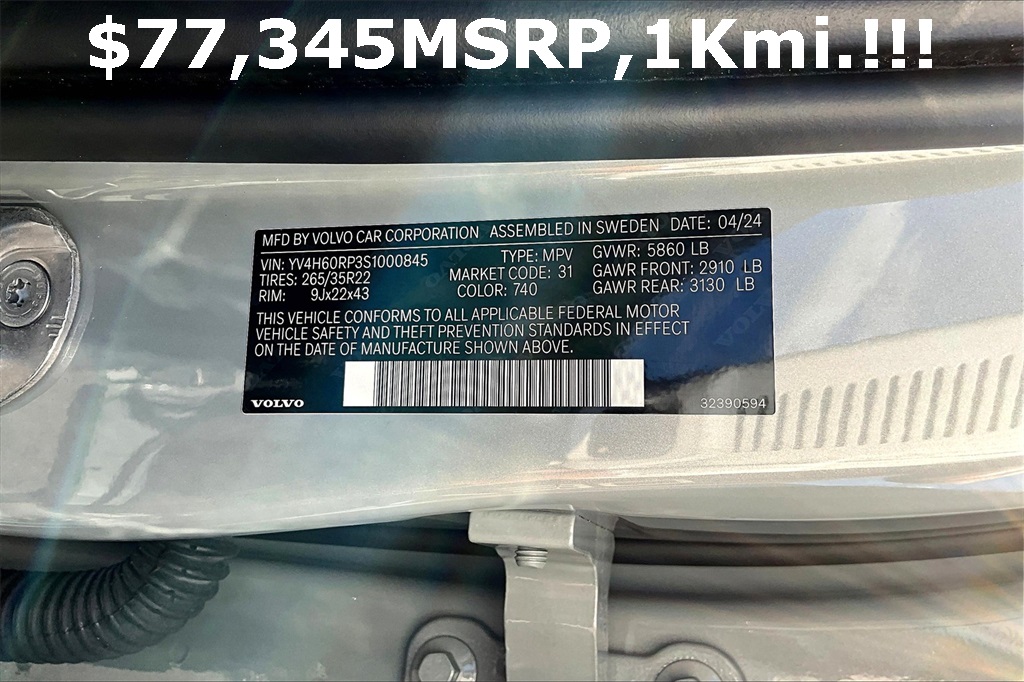 $77,345MSRP,1Kmi.!!!
MFD BY VOLVO CAR CORPORATION ASSEMBLED IN SWEDEN DATE: 04/24
VIN: YV4H60RP3S1000845 TYPE: MPV GVWR: 5860 LB
TIRES: 265/35R22 MARKET CODE: 31 GAWR FRONT: 2910 LB
RIM: 9Jx22x43 COLOR: 740 GAWR REAR: 3130 LB
THIS VEHICLE CONFORMS TO ALL APPLICABLE FEDERAL MOTOR
VEHICLE SAFETY AND THEFT PREVENTION STANDARDS IN EFFECT
ON THE DATE OF MANUFACTURE SHOWN ABOVE.
VOLVO 32390594